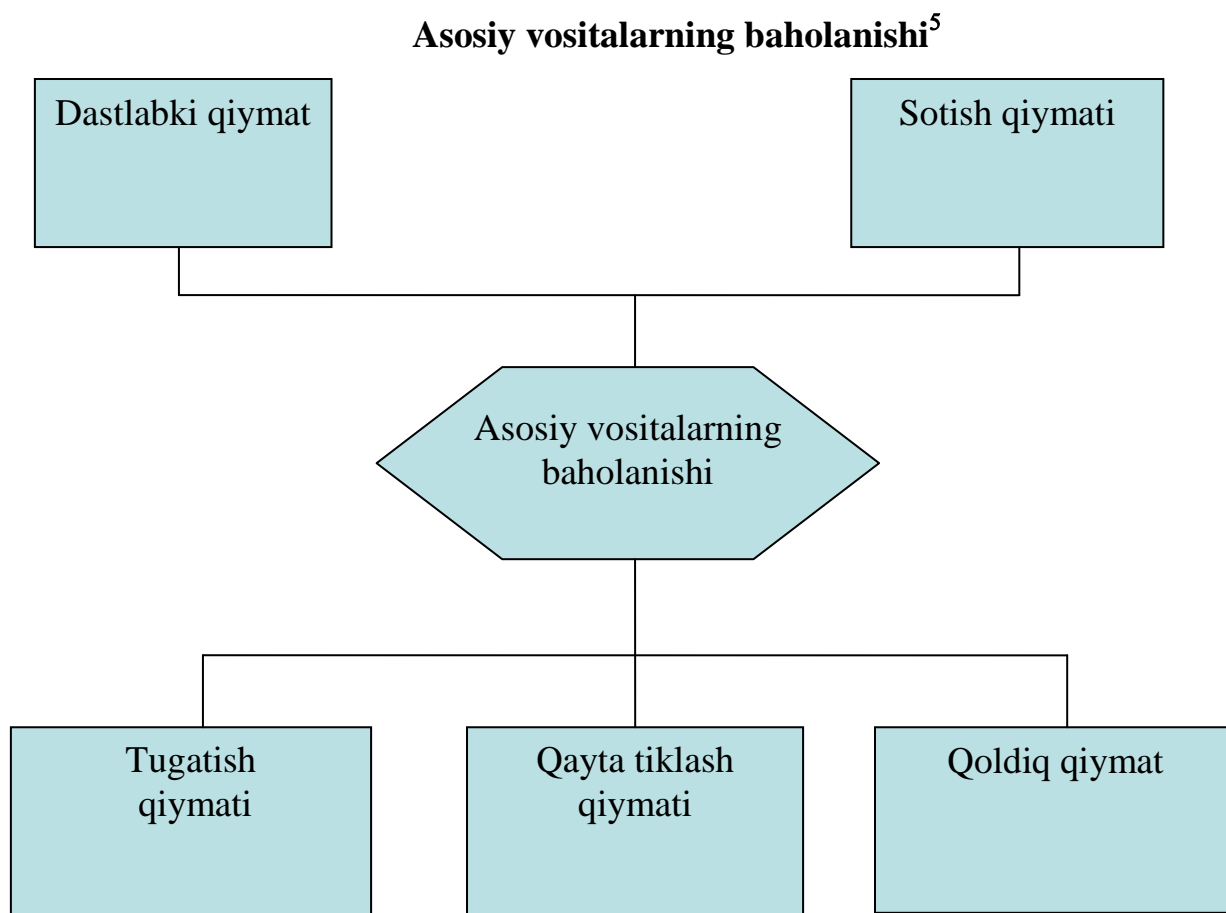 Asosiy vositalarning baholanishi⁵
Dastlabki qiymat
Sotish qiymati
Asosiy vositalarning
baholanishi
Tugatish
qiymati
Qayta tiklash
qiymati
Qoldiq qiymat